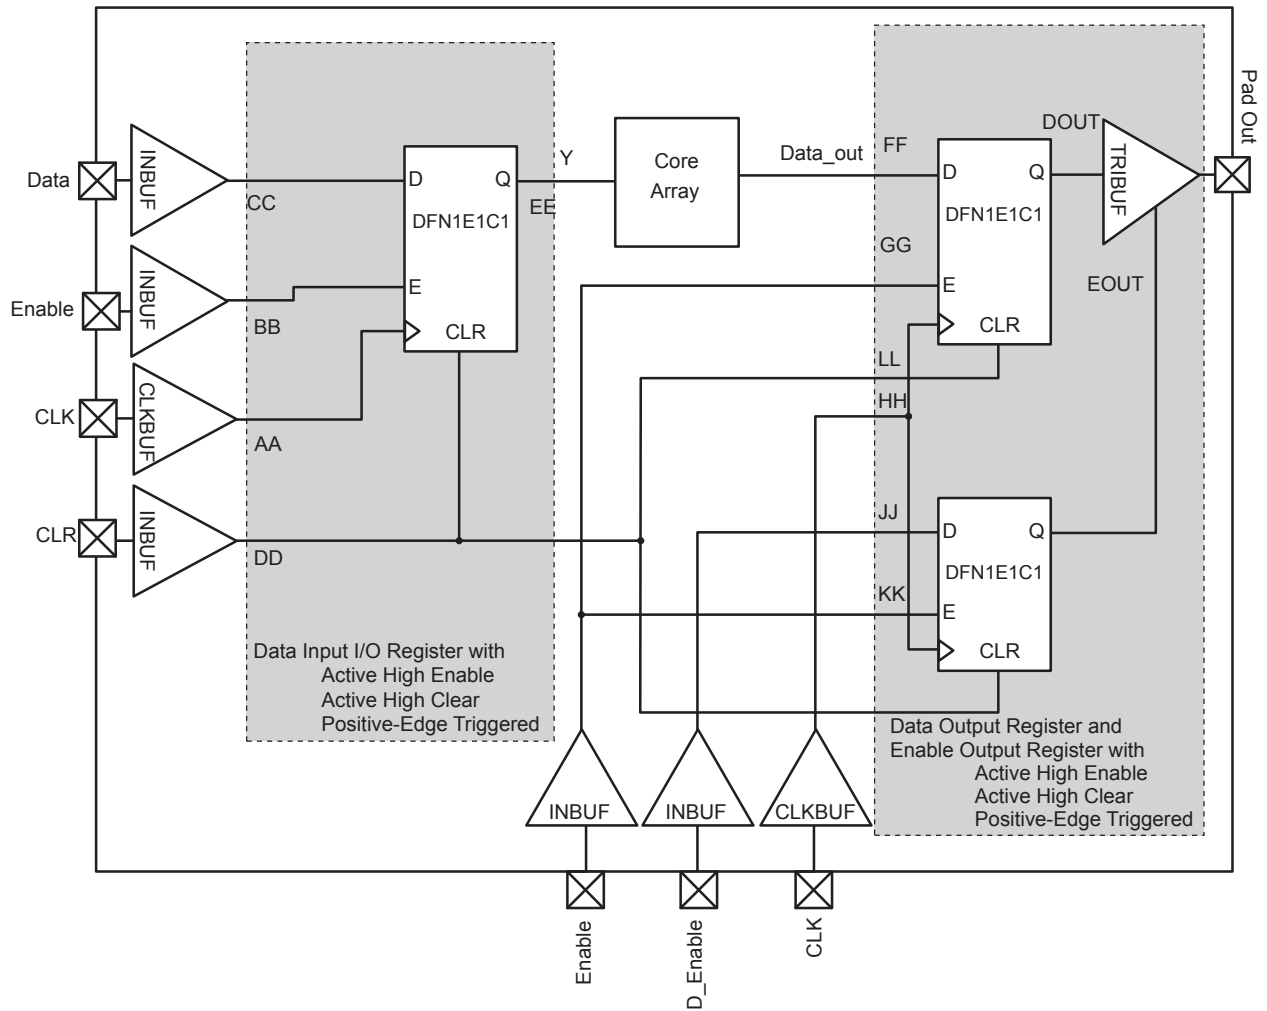 Pad Out
DOUT
TRIBUF
Data
INBUF
CC
D
Q
DFN1E1C1
E
CLR
Y
EE
Core
Array
Data_out
FF
D
Q
DFN1E1C1
GG
E
CLR
EOUT
Enable
INBUF
BB
CLK
CLKBUF
AA
LL
HH
CLR
INBUF
DD
JJ
D
Q
DFN1E1C1
KK
E
CLR
Data Input I/O Register with
Active High Enable
Active High Clear
Positive-Edge Triggered
Data Output Register and
Enable Output Register with
Active High Enable
Active High Clear
Positive-Edge Triggered
INBUF
INBUF
CLKBUF
Enable
D_Enable
CLK